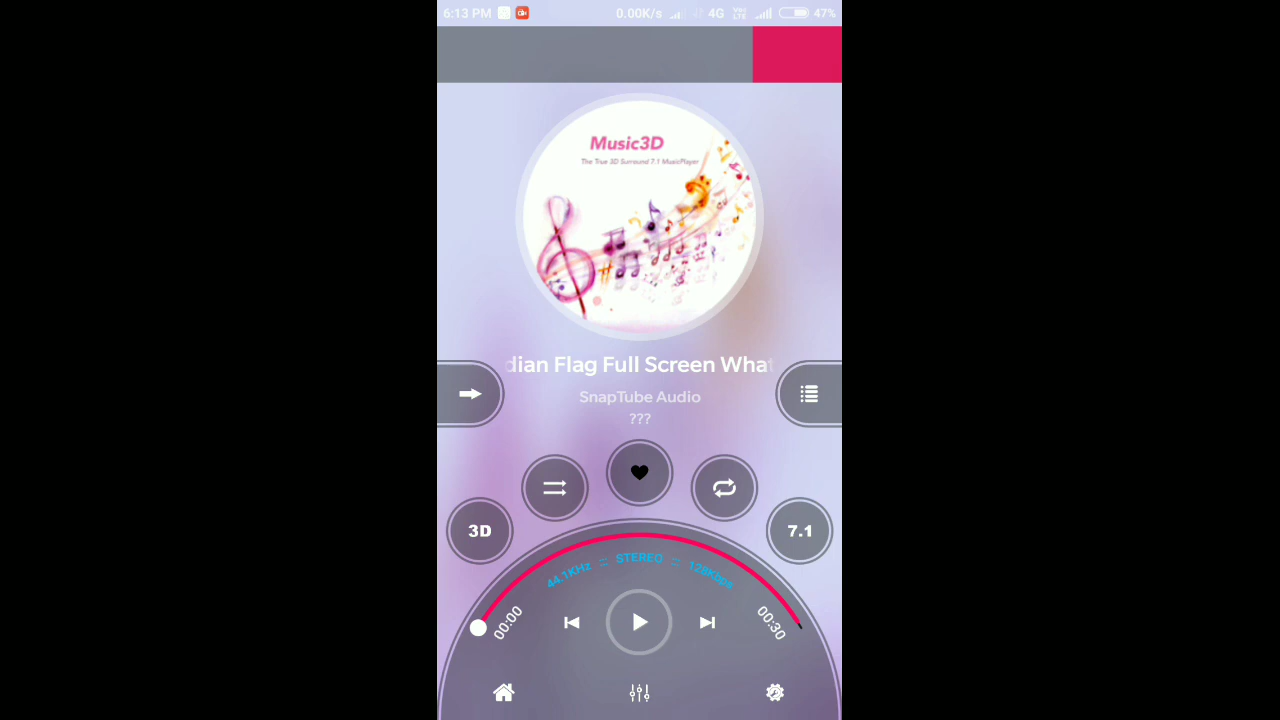 6:13 PM 0.00K/s 4G VoLTE 47%
Music3D
The True 3D Surround 7.1 MusicPlayer
dian Flag Full Screen What
SnapTube Audio
???
3D
7.1
44.1KHz = STEREO = 128Kbps
00:00
00:30